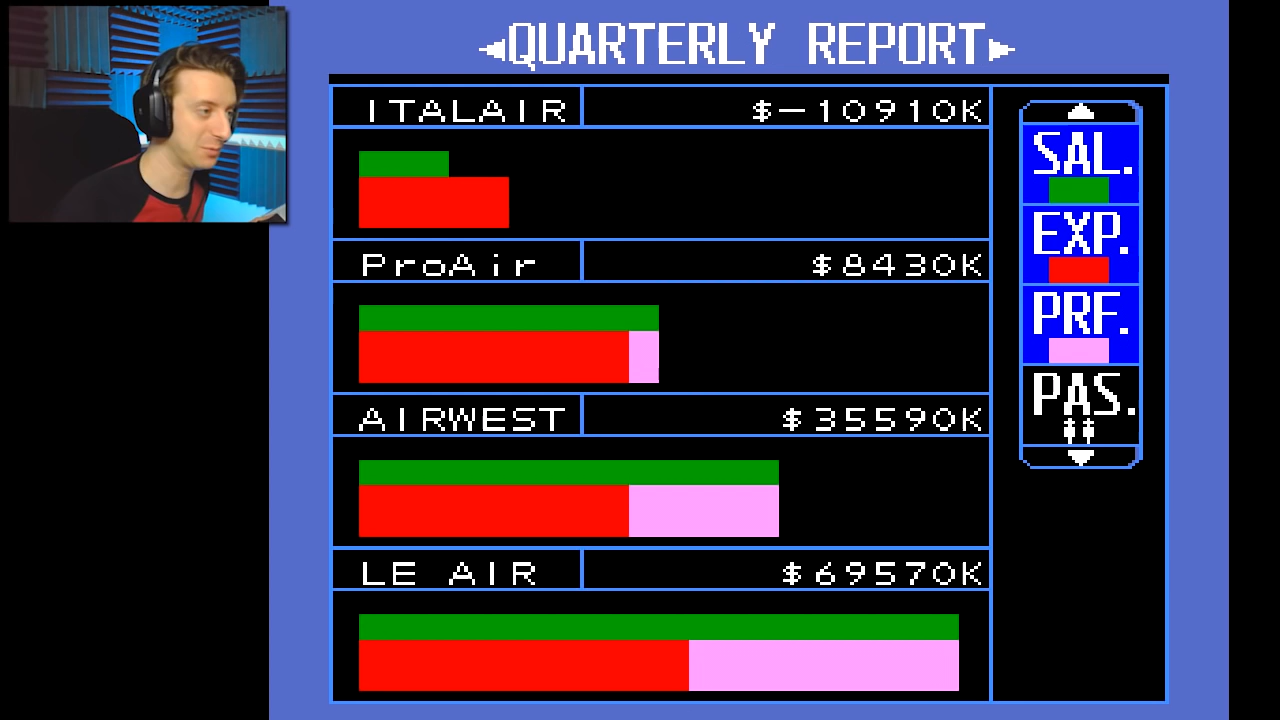 QUARTERLY REPORT
ITALAIR $-10910K
SAL.
EXP.
ProAir $8430K
PRF.
PAS.
AIRWEST $35590K
LE AIR $69570K